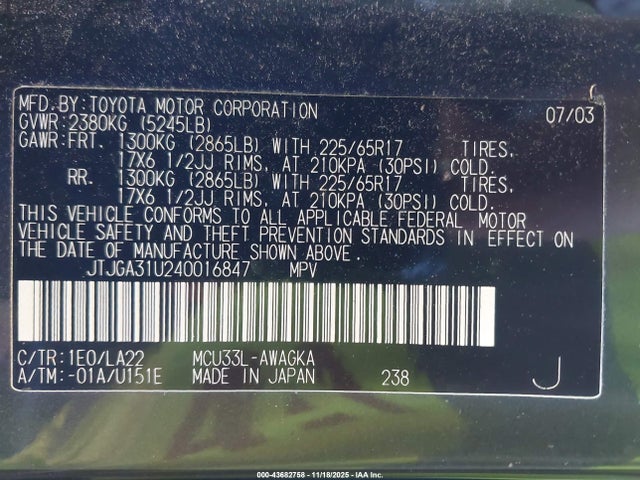 MFD.BY:TOYOTA MOTOR CORPORATION 07/03
GVWR:2380KG (5245LB)
GAWR:FRT. 1300KG (2865LB) WITH 225/65R17 TIRES,
17X6 1/2JJ RIMS, AT 210KPA (30PSI) COLD.
RR. 1300KG (2865LB) WITH 225/65R17 TIRES,
17X6 1/2JJ RIMS, AT 210KPA (30PSI) COLD.
THIS VEHICLE CONFORMS TO ALL APPLICABLE FEDERAL MOTOR
VEHICLE SAFETY AND THEFT PREVENTION STANDARDS IN EFFECT ON
THE DATE OF MANUFACTURE SHOWN ABOVE.
JTJGA31U240016847 MPV
C/TR:1E0/LA22 MCU33L-AWAGKA
A/TM:-01A/U151E MADE IN JAPAN 238 J
000-43682758 - 11/18/2025 - IAA Inc.